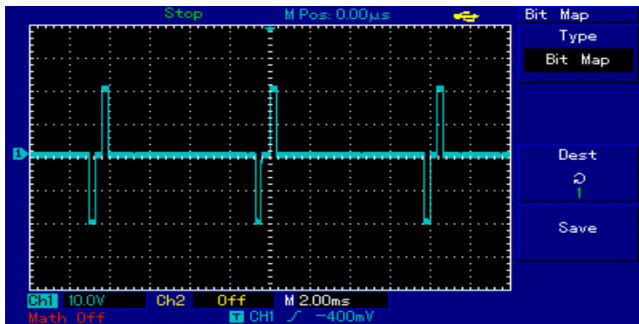 Stop M Pos: 0.00µs Bit Map
Type
Bit Map
1
Dest
1
Save
Ch1 10.0V Ch2 Off M 2.00ms
Math Off T CH1 -400mV